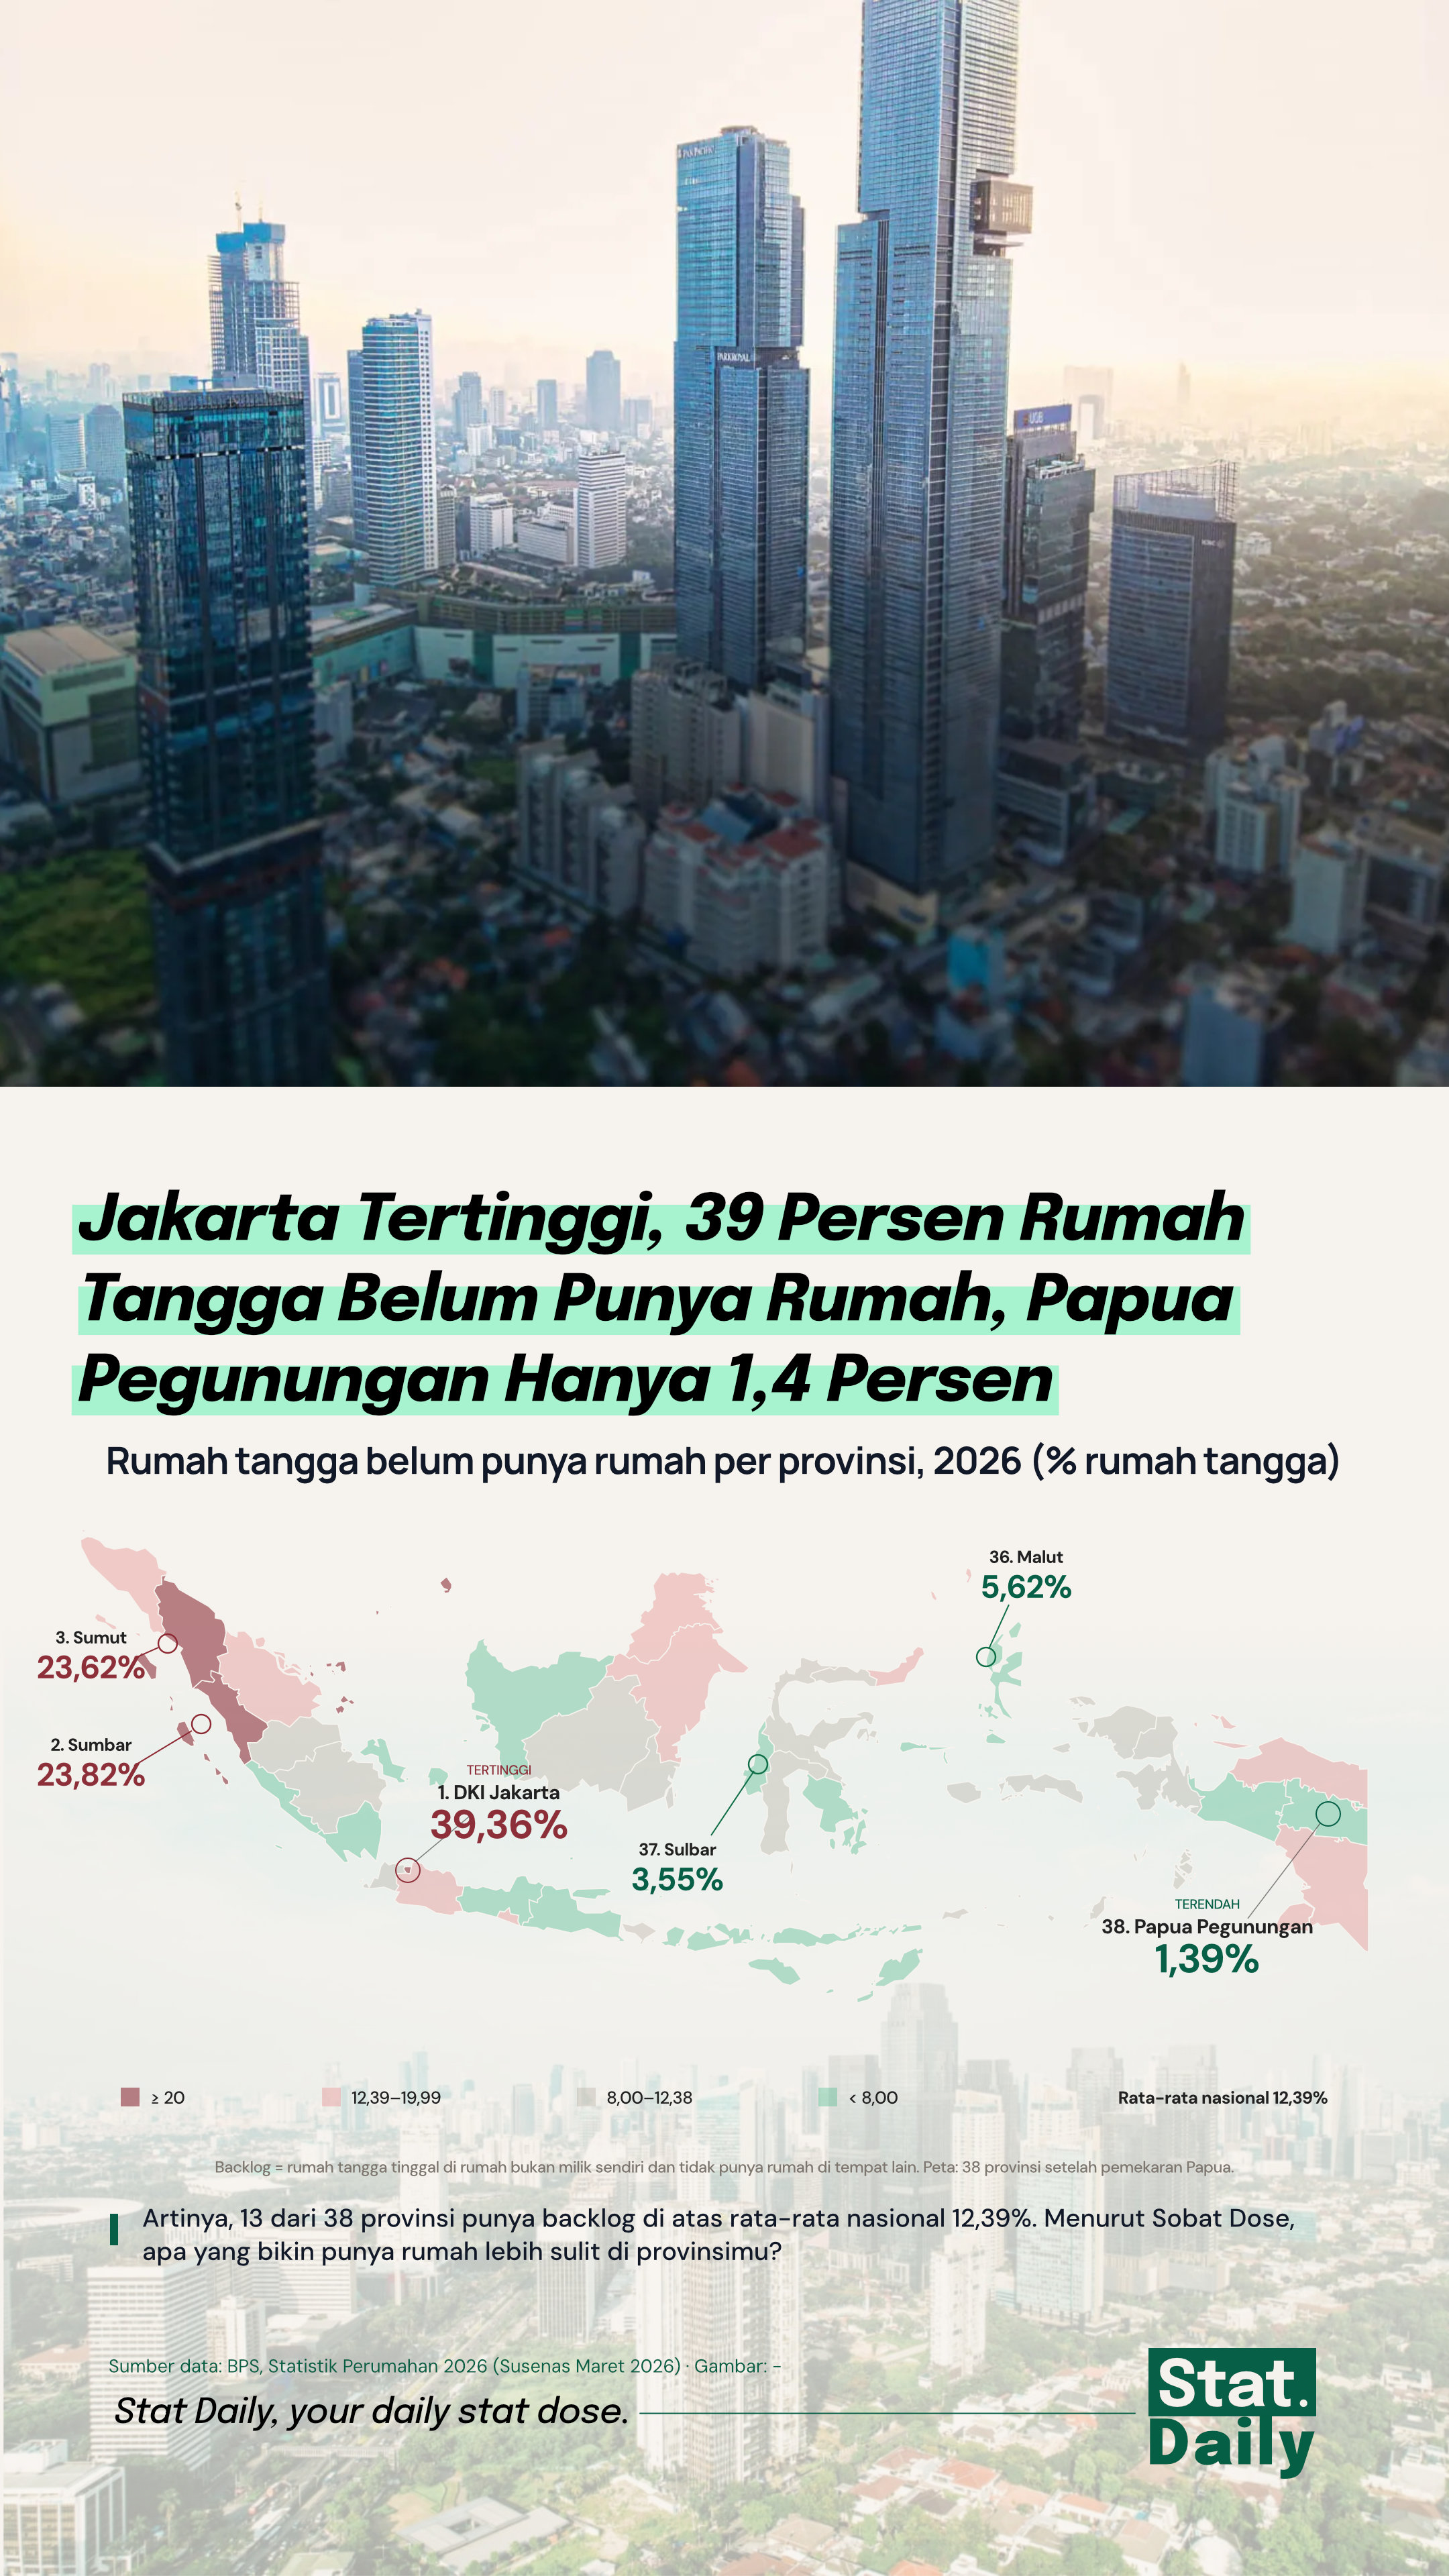 PARKROYAL
UOB
Jakarta Tertinggi, 39 Persen Rumah
Tangga Belum Punya Rumah, Papua
Pegunungan Hanya 1,4 Persen
Rumah tangga belum punya rumah per provinsi, 2026 (% rumah tangga)
36. Malut
5,62%
3. Sumut
23,62%
2. Sumbar
23,82%
TERTINGGI
1. DKI Jakarta
39,36%
37. Sulbar
3,55%
TERENDAH
38. Papua Pegunungan
1,39%
≥ 20
12,39–19,99
8,00–12,38
< 8,00
Rata-rata nasional 12,39%
Backlog = rumah tangga tinggal di rumah bukan milik sendiri dan tidak punya rumah di tempat lain. Peta: 38 provinsi setelah pemekaran Papua.
Artinya, 13 dari 38 provinsi punya backlog di atas rata-rata nasional 12,39%. Menurut Sobat Dose,
apa yang bikin punya rumah lebih sulit di provinsimu?
Sumber data: BPS, Statistik Perumahan 2026 (Susenas Maret 2026) · Gambar: -
Stat Daily, your daily stat dose.
Stat.
Daily